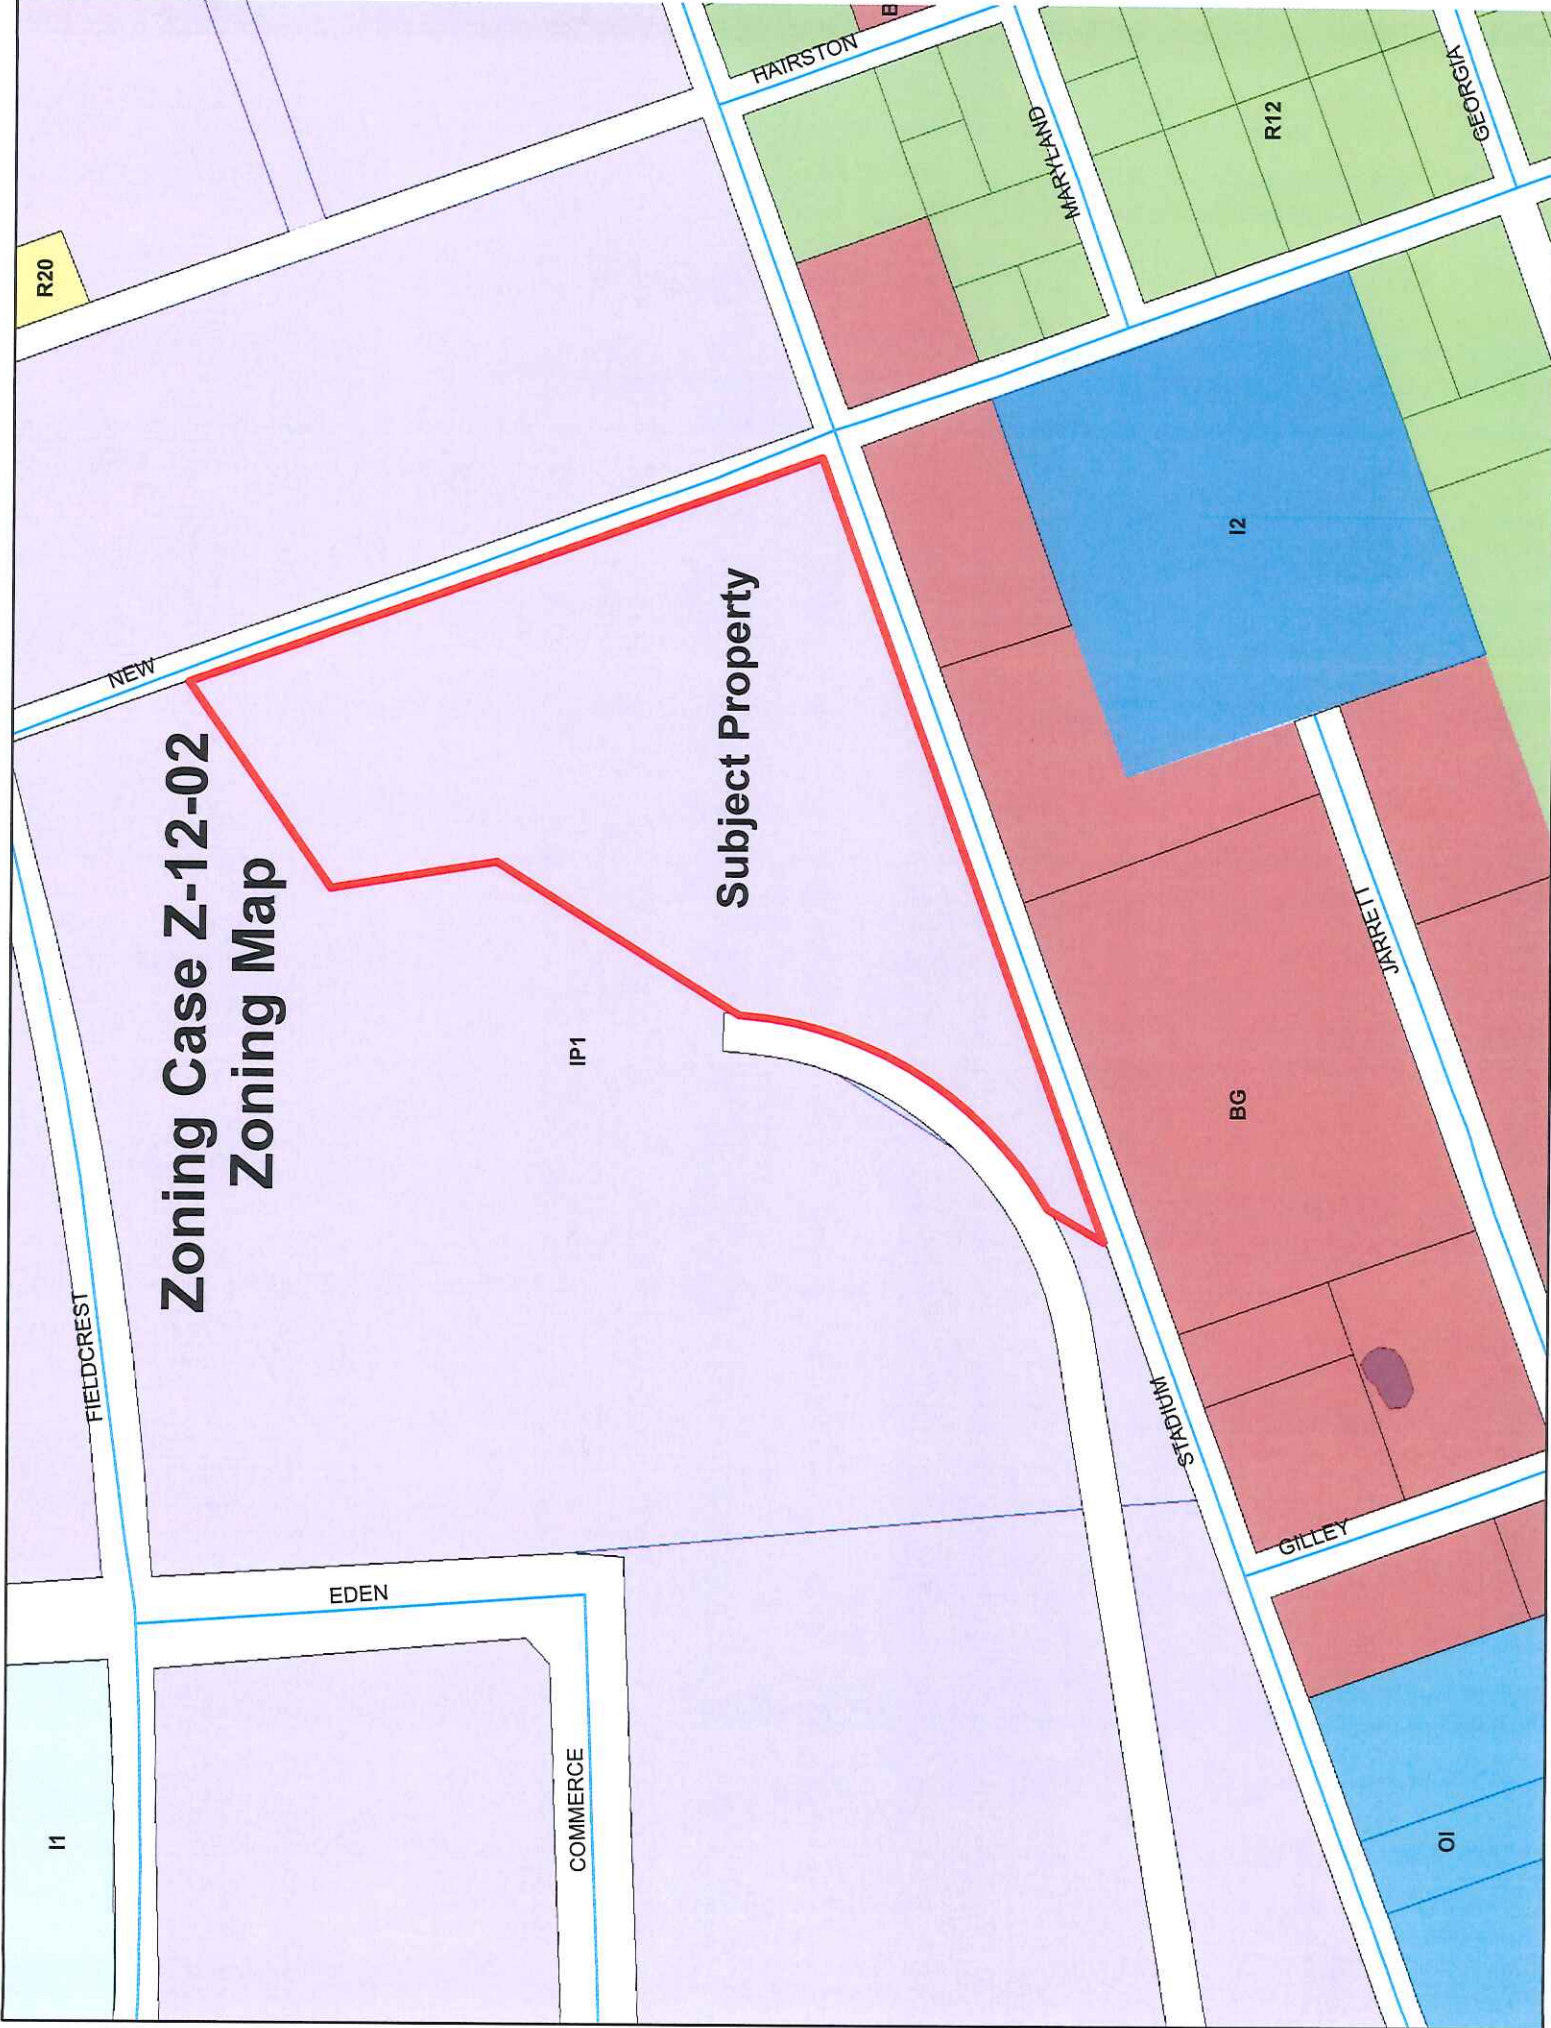 Zoning Case Z-12-02
Zoning Map
I1
FIELDCREST
NEW
R20
EDEN
COMMERCE
IP1
Subject Property
HAIRSTON
B
MARYLAND
R12
GEORGIA
STADIUM
GILLEY
BG
I2
JARRETT
OI